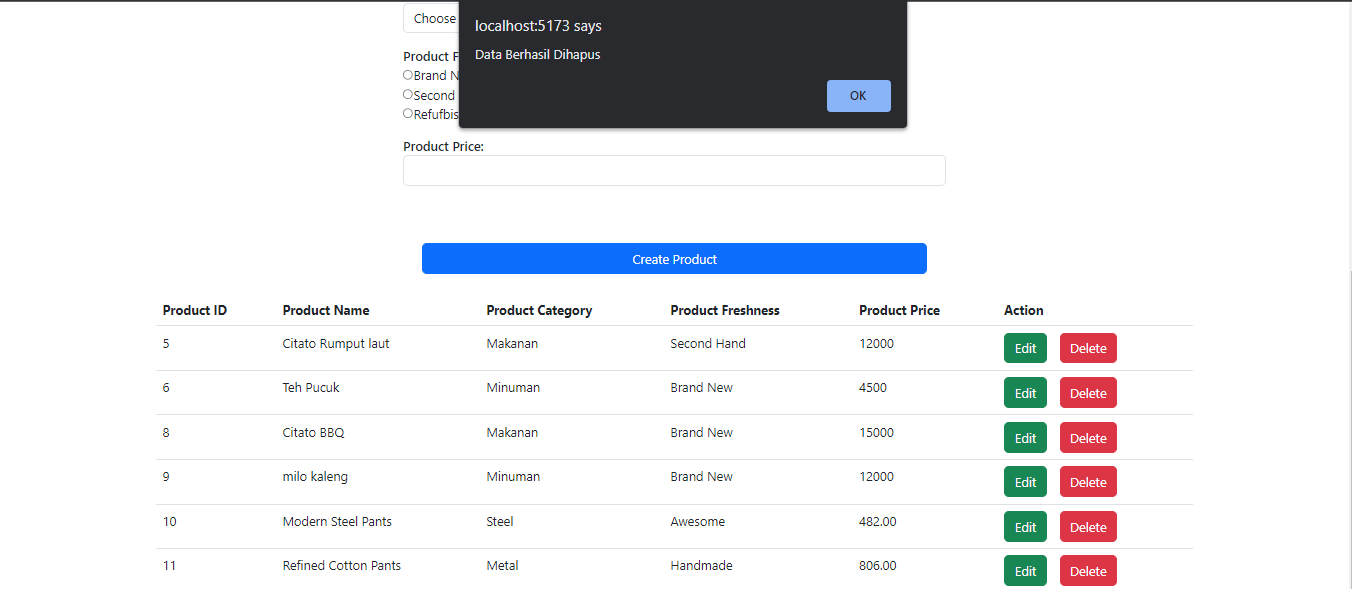 Choose
localhost:5173 says
Data Berhasil Dihapus
OK
Product F
Brand N
Second
Refufbis
Product Price:
Create Product
Product ID Product Name Product Category Product Freshness Product Price Action
5 Citato Rumput laut Makanan Second Hand 12000 Edit Delete
6 Teh Pucuk Minuman Brand New 4500 Edit Delete
8 Citato BBQ Makanan Brand New 15000 Edit Delete
9 milo kaleng Minuman Brand New 12000 Edit Delete
10 Modern Steel Pants Steel Awesome 482.00 Edit Delete
11 Refined Cotton Pants Metal Handmade 806.00 Edit Delete